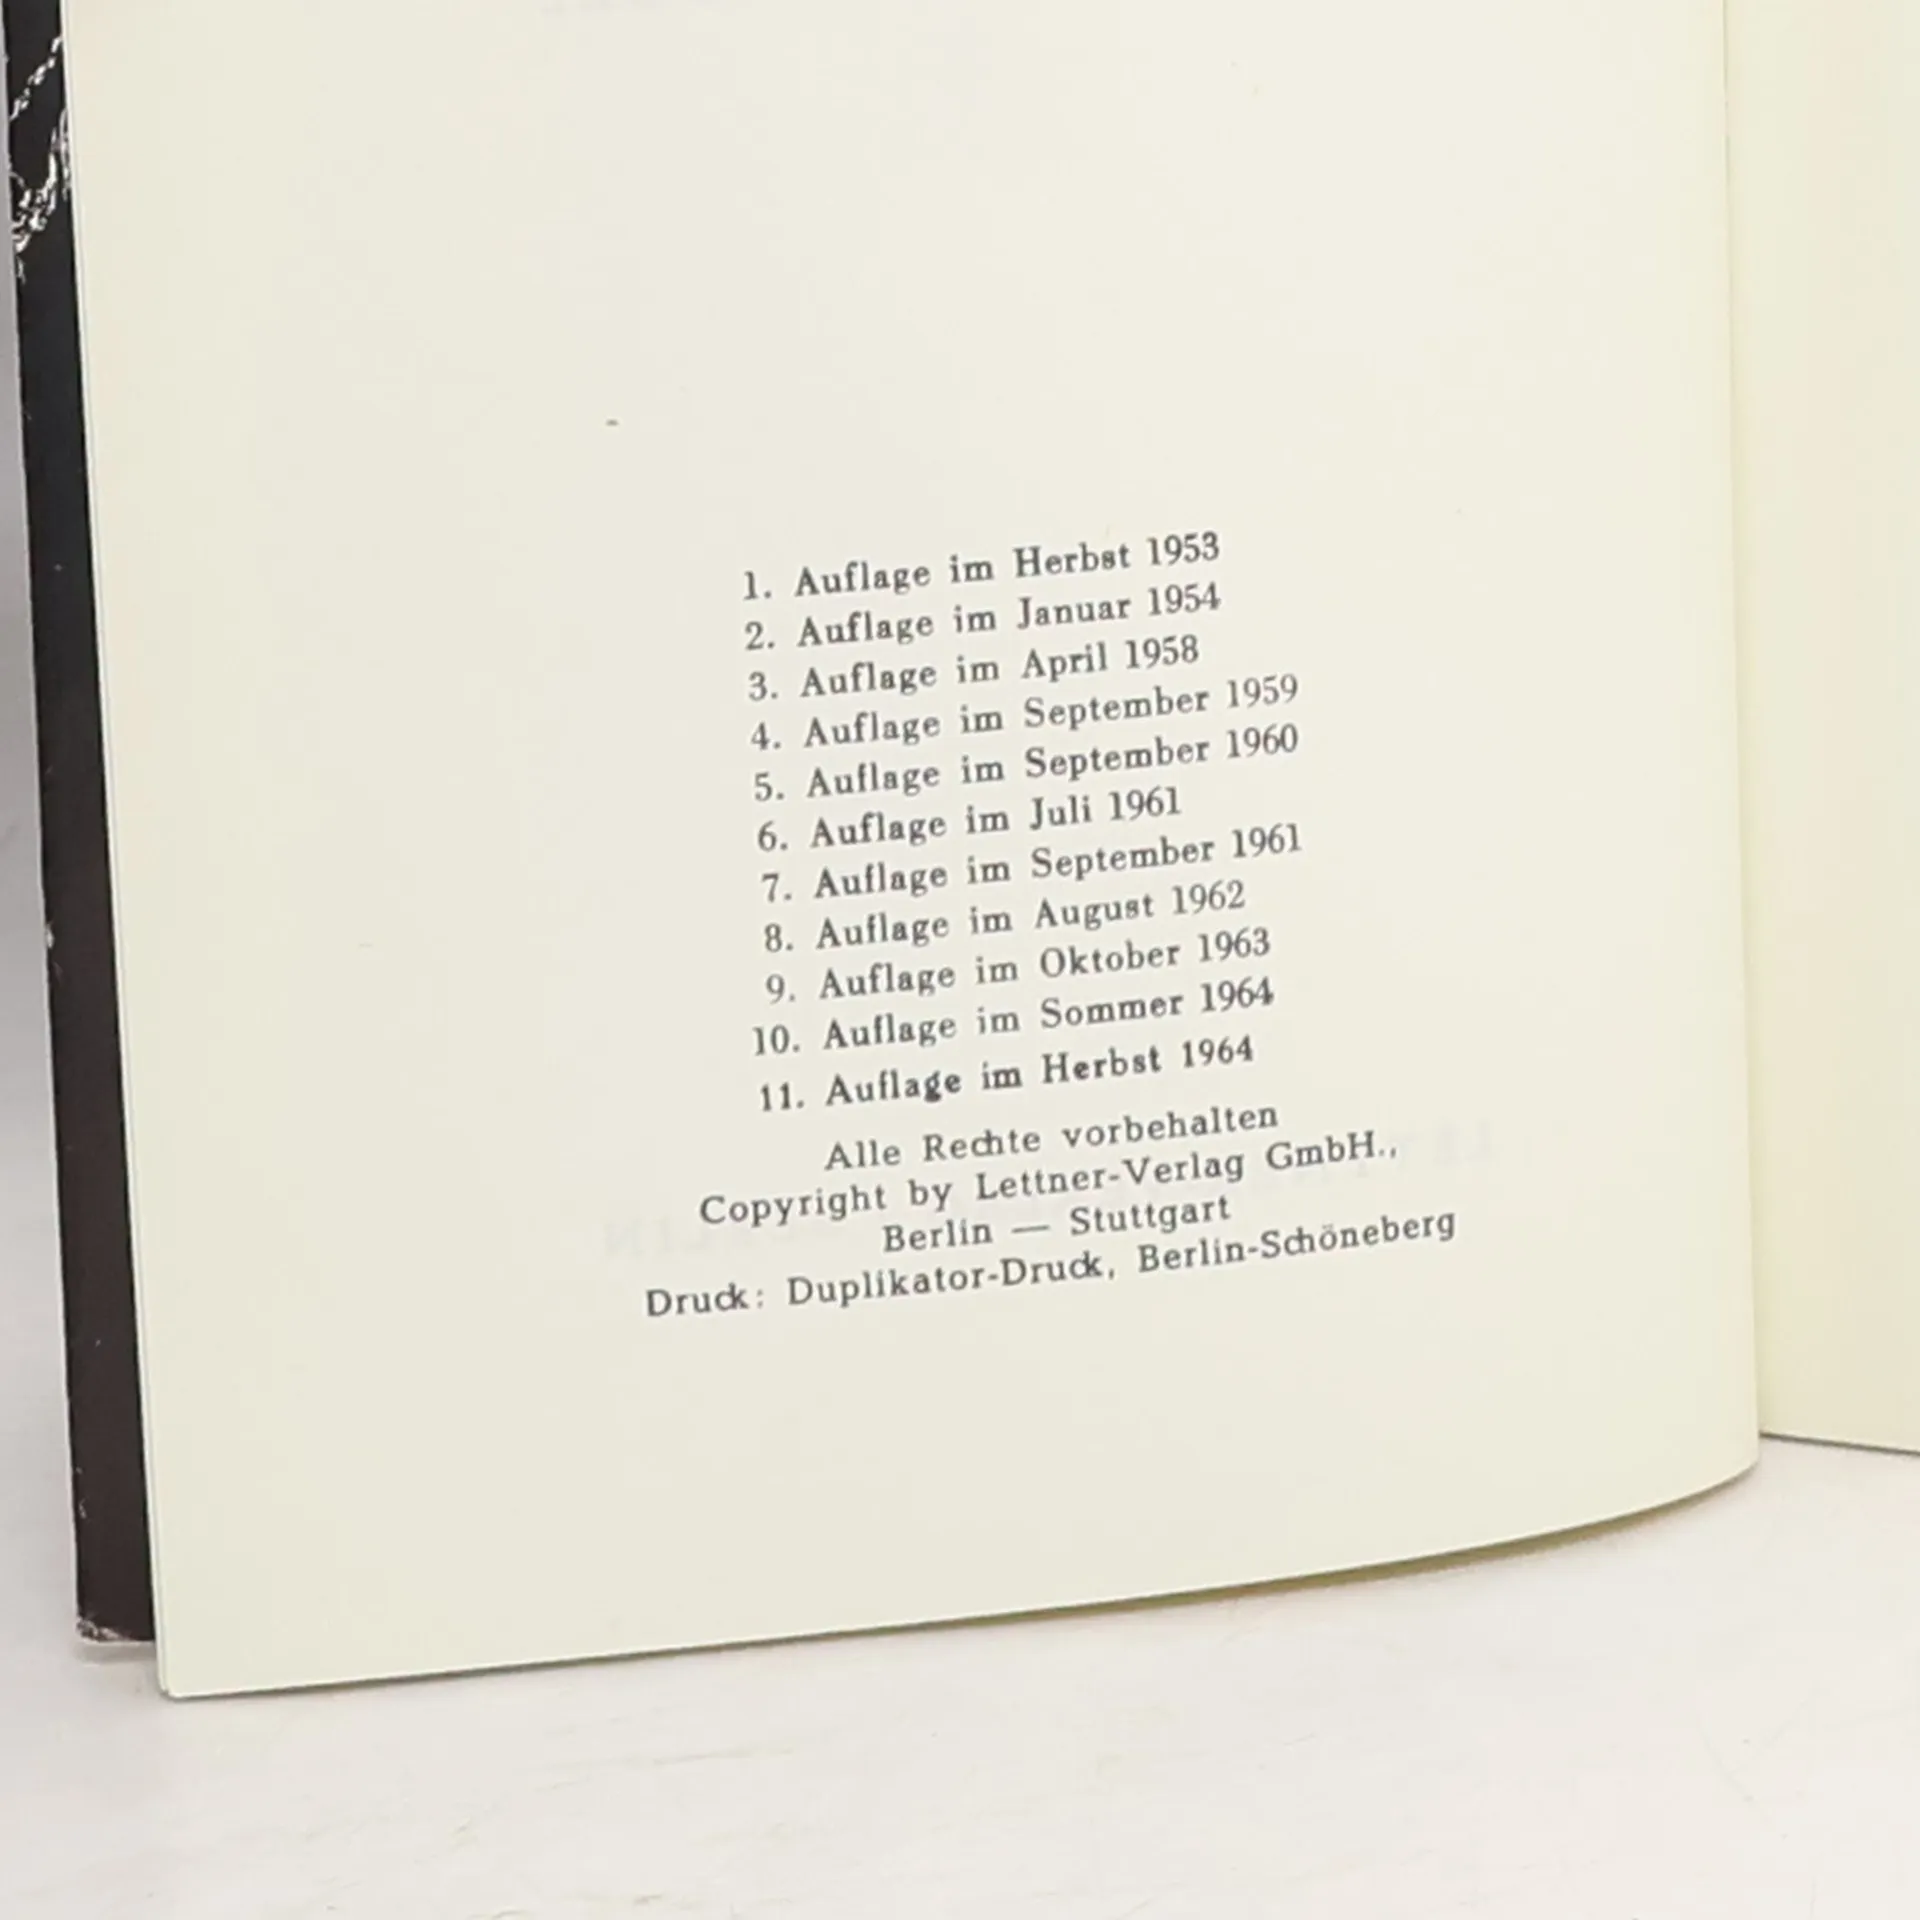 1. Auflage im Herbst 1953
2. Auflage im Januar 1954
3. Auflage im April 1958
4. Auflage im September 1959
5. Auflage im September 1960
6. Auflage im Juli 1961
7. Auflage im September 1961
8. Auflage im August 1962
9. Auflage im Oktober 1963
10. Auflage im Sommer 1964
11. Auflage im Herbst 1964
Alle Rechte vorbehalten
Copyright by Lettner-Verlag GmbH.,
Berlin — Stuttgart
Druck: Duplikator-Druck, Berlin-Schöneberg